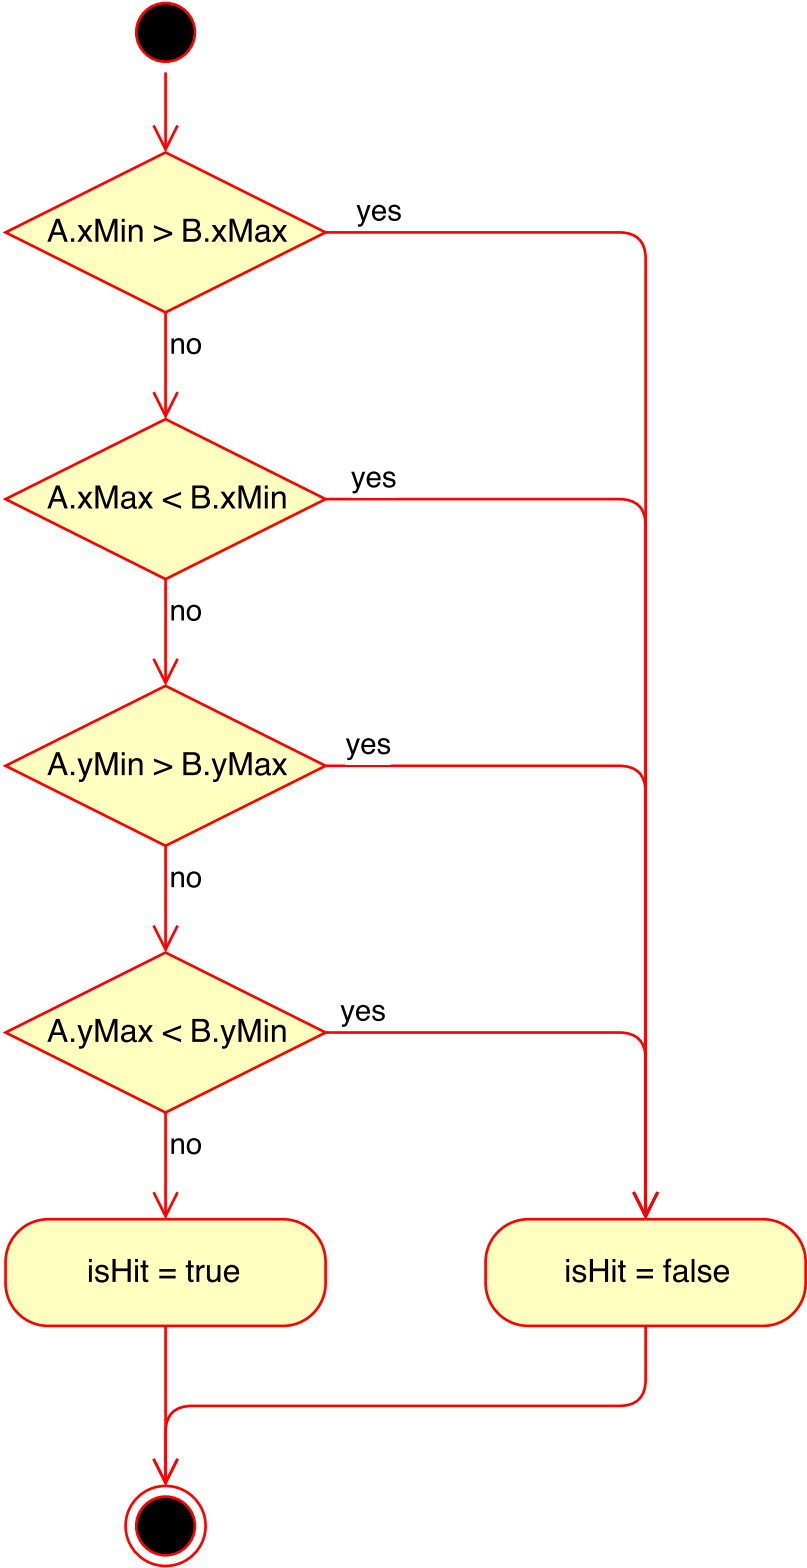 A.xMin > B.xMax
yes
no
A.xMax < B.xMin
yes
no
A.yMin > B.yMax
yes
no
A.yMax < B.yMin
yes
no
isHit = true
isHit = false